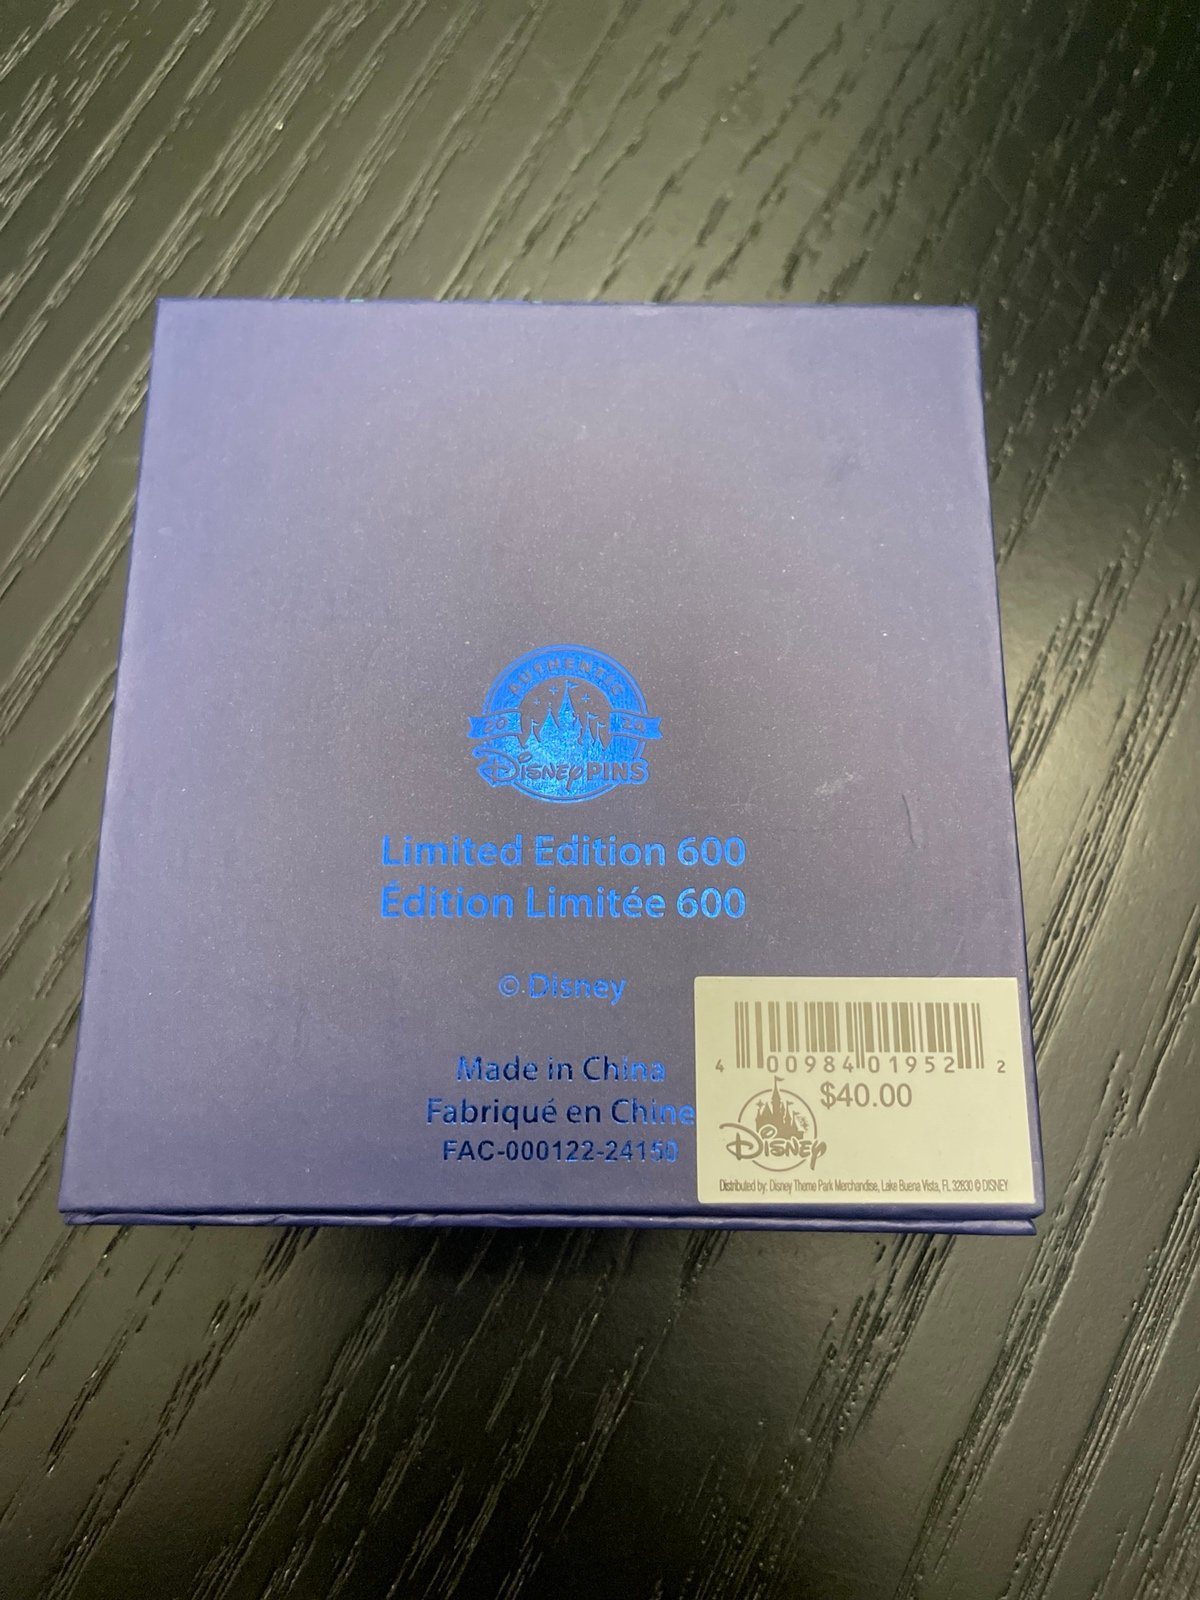 AUTHENTIC
20 24
Disney PINS
Limited Edition 600
Édition Limitée 600
© Disney
Made in China
Fabriqué en Chine
FAC-000122-24150
4 00984 01952 2
$40.00
Disney
Distributed by: Disney Theme Park Merchandise, Lake Buena Vista, FL 32830 © DISNEY